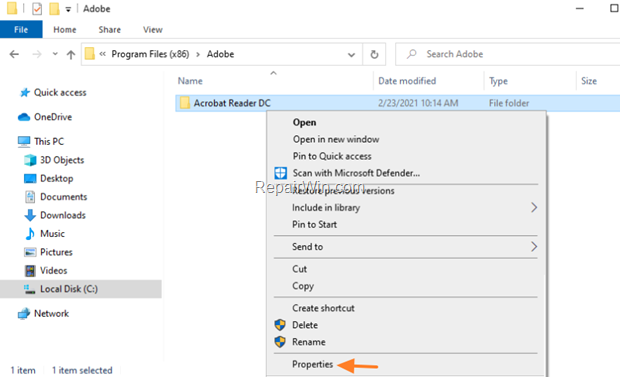 Adobe
File Home Share View
« Program Files (x86) > Adobe Search Adobe
Name Date modified Type Size
Quick access
OneDrive
This PC
3D Objects
Desktop
Documents
Downloads
Music
Pictures
Videos
Local Disk (C:)
Network
Acrobat Reader DC 2/23/2021 10:14 AM File folder
Open
Open in new window
Pin to Quick access
Scan with Microsoft Defender...
Restore previous versions
RepairWin.com
Include in library
Pin to Start
Send to
Cut
Copy
Create shortcut
Delete
Rename
Properties
1 item 1 item selected